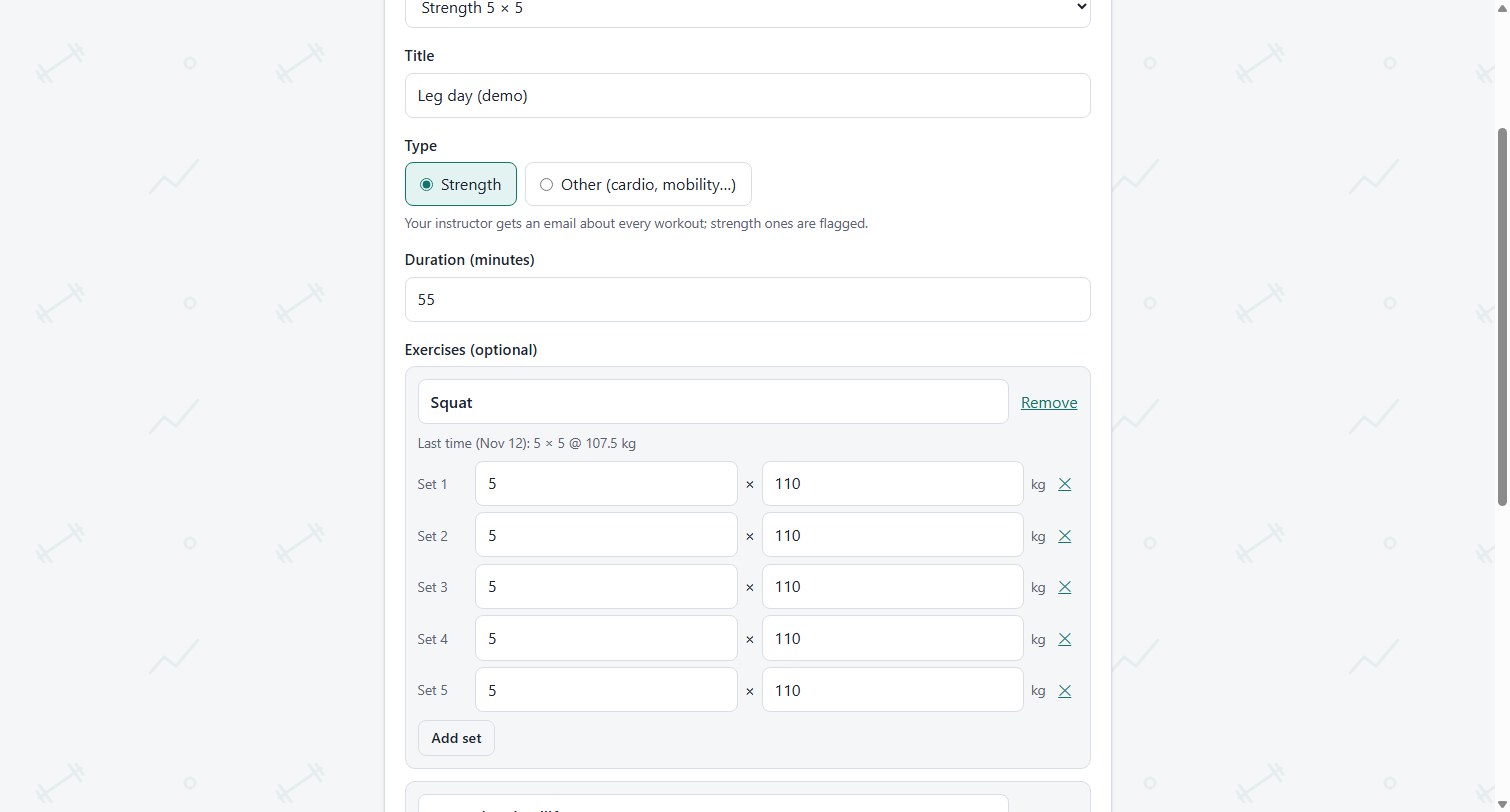 Strength 5 × 5
Title
Leg day (demo)
Type
Strength
Other (cardio, mobility...)
Your instructor gets an email about every workout; strength ones are flagged.
Duration (minutes)
55
Exercises (optional)
Squat
Remove
Last time (Nov 12): 5 × 5 @ 107.5 kg
Set 1 5 × 110 kg
Set 2 5 × 110 kg
Set 3 5 × 110 kg
Set 4 5 × 110 kg
Set 5 5 × 110 kg
Add set